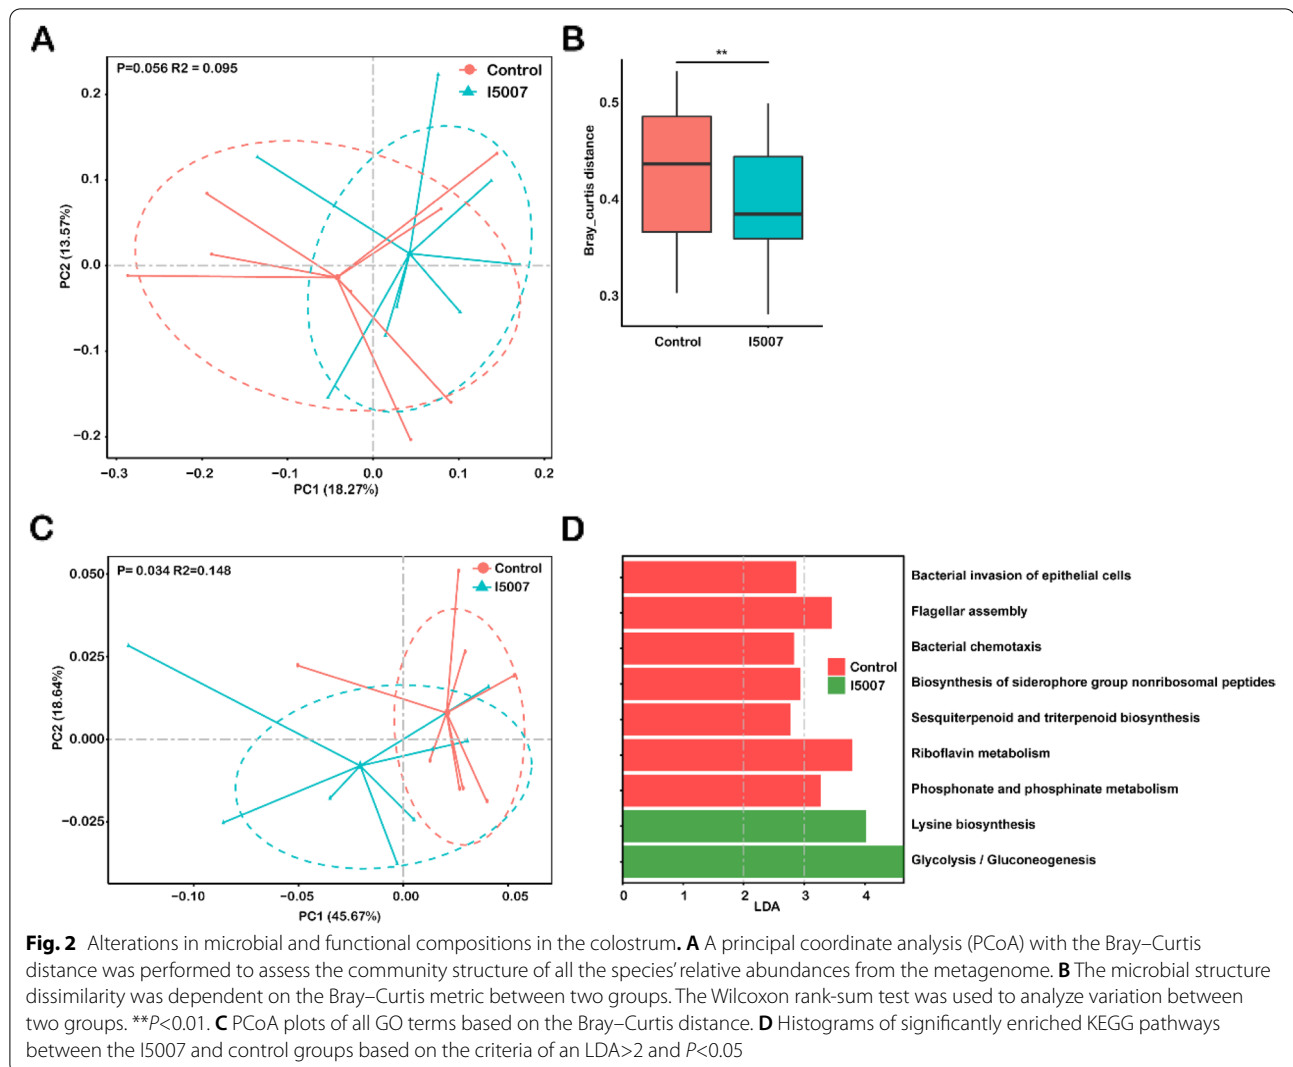 A
P=0.056 R2 = 0.095
Control
I5007
0.2
0.1
0.0
−0.1
−0.2
PC2 (13.57%)
−0.3
−0.2
−0.1
0.0
0.1
0.2
PC1 (18.27%)
B
**
0.5
0.4
0.3
Bray_curtis distance
Control
I5007
C
P= 0.034 R2=0.148
Control
I5007
0.050
0.025
0.000
−0.025
PC2 (18.64%)
−0.10
−0.05
0.00
0.05
PC1 (45.67%)
D
Bacterial invasion of epithelial cells
Flagellar assembly
Bacterial chemotaxis
Control
I5007
Biosynthesis of siderophore group nonribosomal peptides
Sesquiterpenoid and triterpenoid biosynthesis
Riboflavin metabolism
Phosphonate and phosphinate metabolism
Lysine biosynthesis
Glycolysis / Gluconeogenesis
0
1
2
3
4
LDA
Fig. 2 Alterations in microbial and functional compositions in the colostrum. A A principal coordinate analysis (PCoA) with the Bray–Curtis
distance was performed to assess the community structure of all the species' relative abundances from the metagenome. B The microbial structure
dissimilarity was dependent on the Bray–Curtis metric between two groups. The Wilcoxon rank-sum test was used to analyze variation between
two groups. **P<0.01. C PCoA plots of all GO terms based on the Bray–Curtis distance. D Histograms of significantly enriched KEGG pathways
between the I5007 and control groups based on the criteria of an LDA>2 and P<0.05